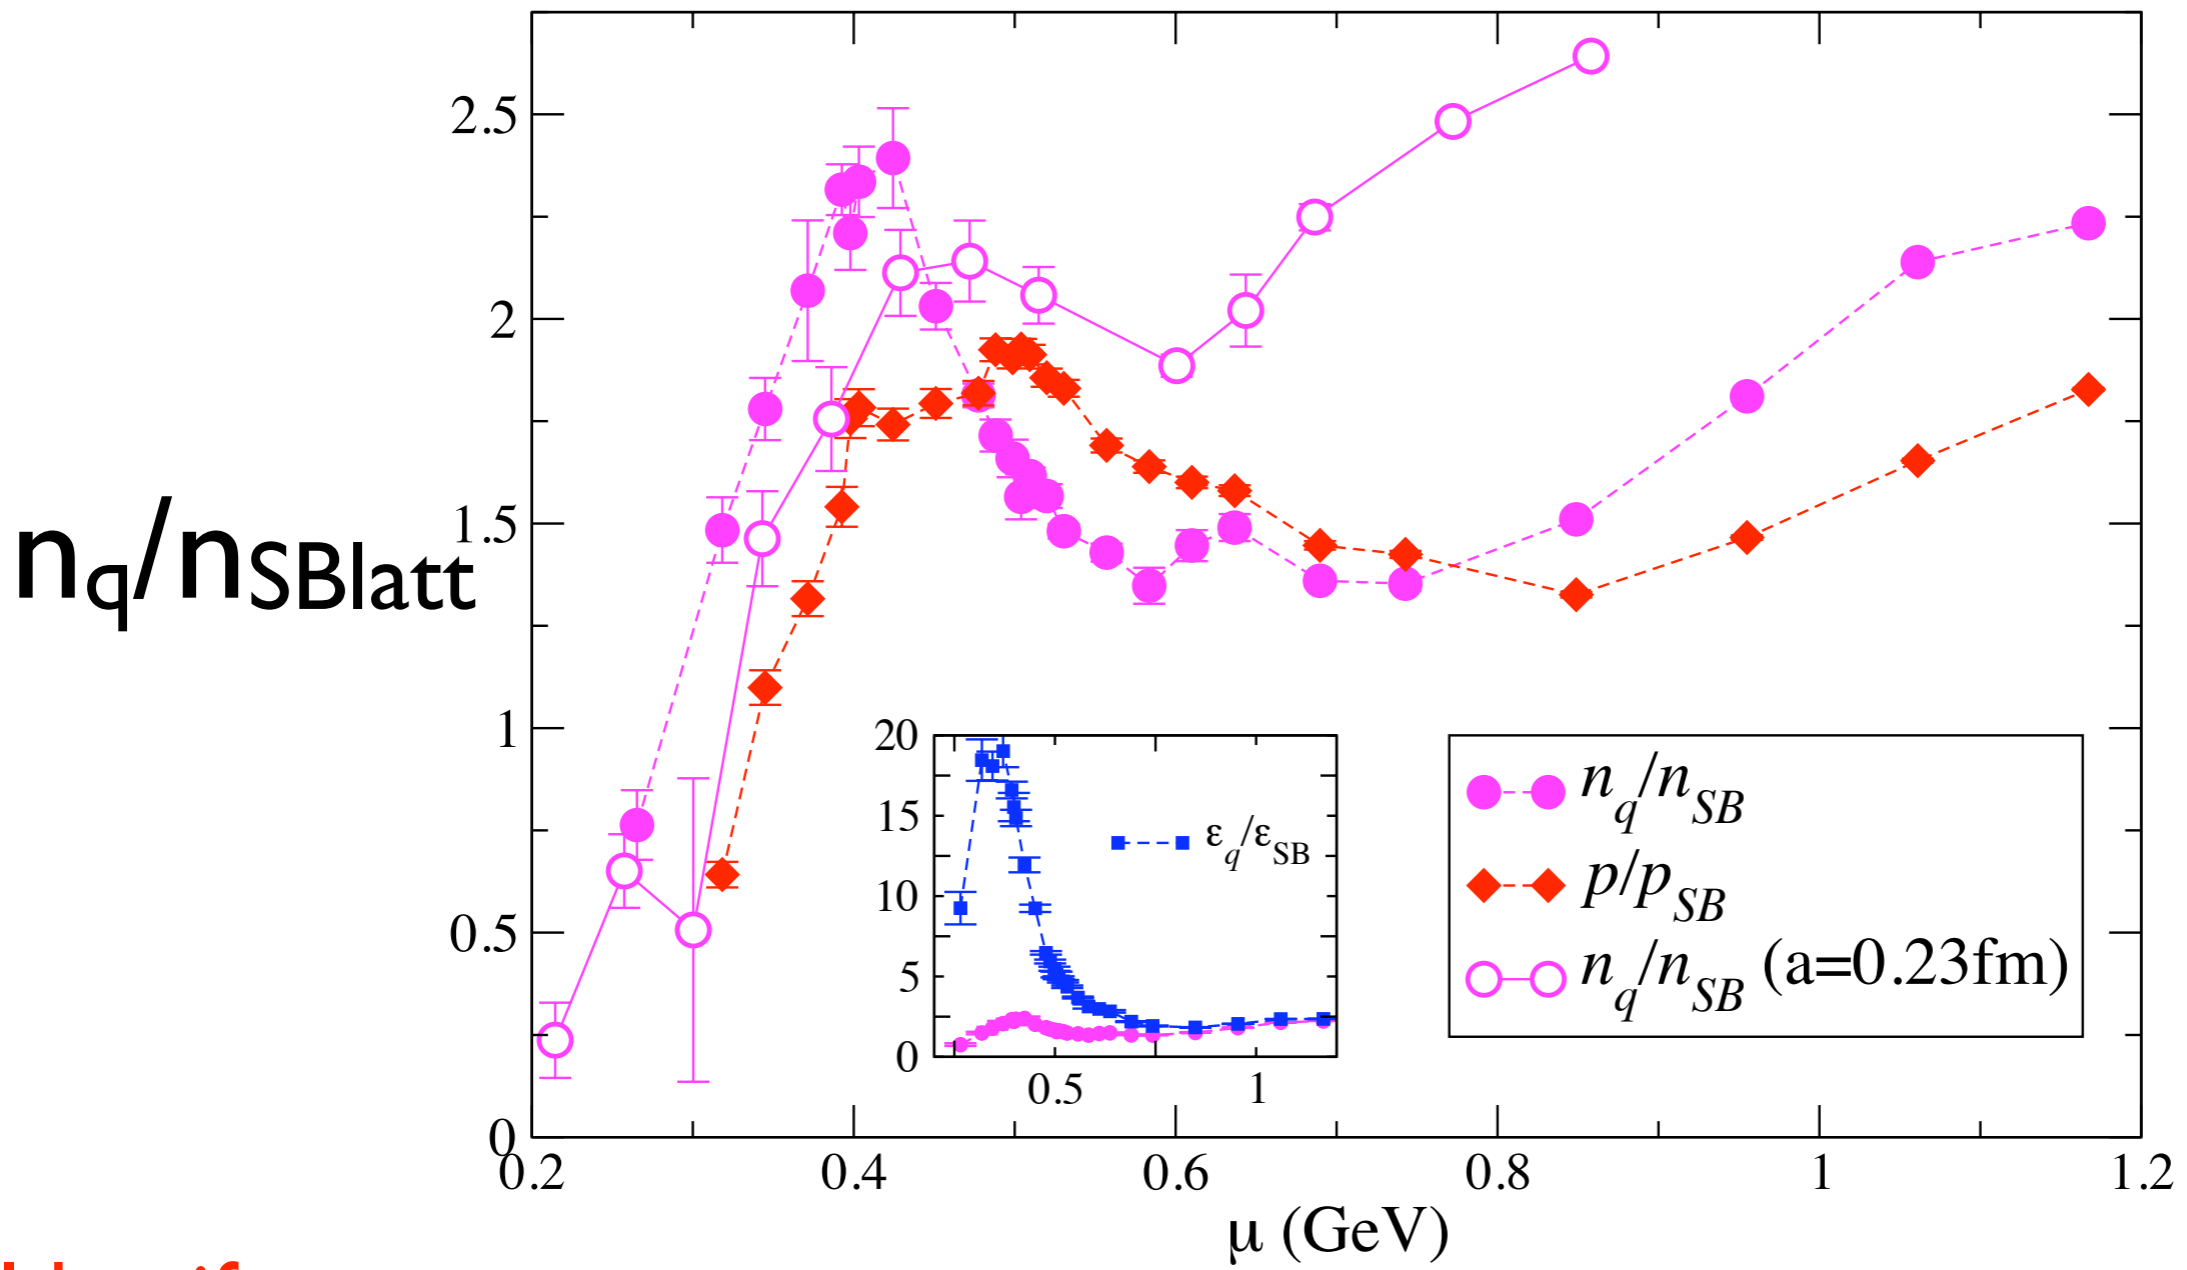 2.5
2
1.5
1
0.5
0
n_q/n_SBlatt
0.2 0.4 0.6 0.8 1 1.2
μ (GeV)
20
15
10
5
0
0.5 1
ε_q/ε_SB
n_q/n_SB
p/p_SB
n_q/n_SB (a=0.23fm)